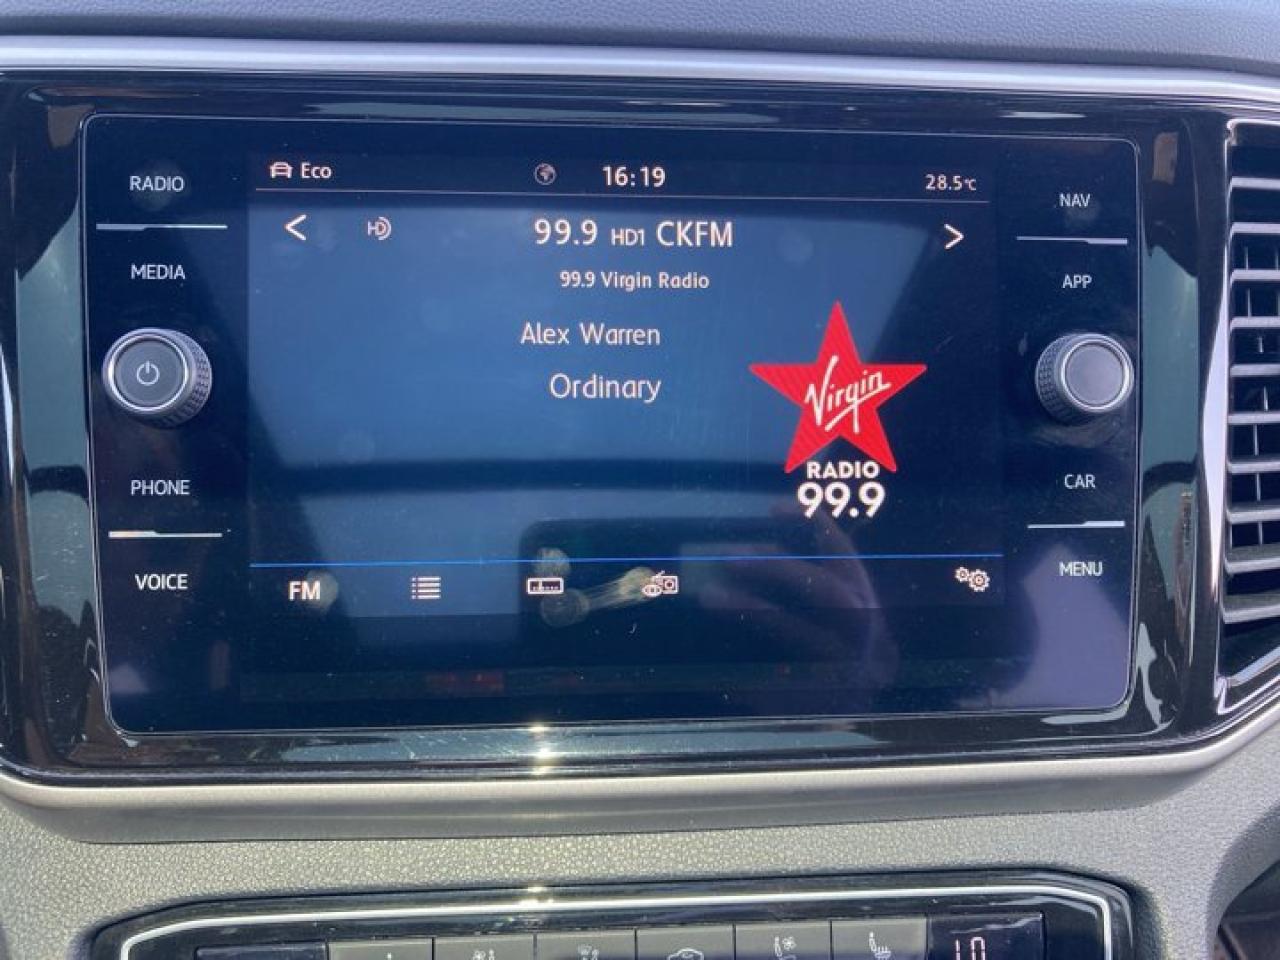 RADIO
MEDIA
PHONE
VOICE
Eco
16:19
28.5°C
< HD 99.9 HD1 CKFM >
99.9 Virgin Radio
Alex Warren
Ordinary
Virgin
RADIO
99.9
FM
NAV
APP
CAR
MENU